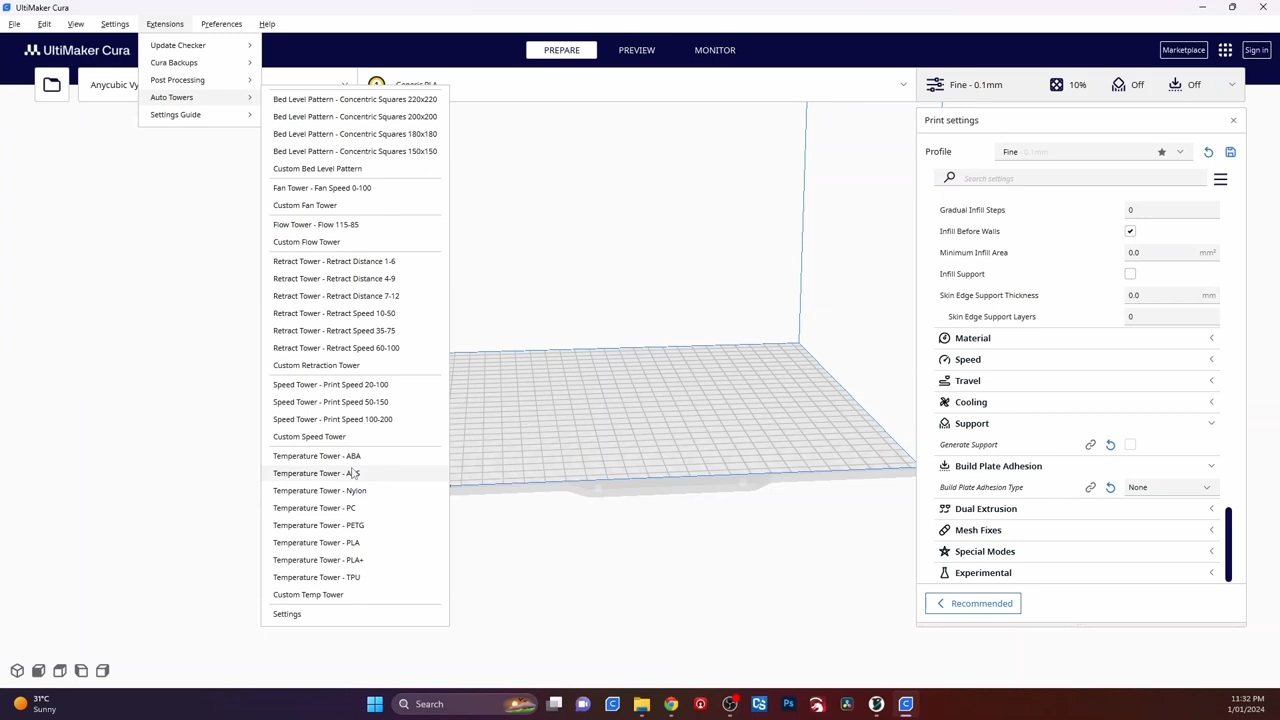 UltiMaker Cura
File Edit View Settings Extensions Preferences Help
UltiMaker Cura PREPARE PREVIEW MONITOR Marketplace Sign in
Update Checker
Cura Backups
Post Processing
Auto Towers
Settings Guide
Anycubic Vy
Generic PLA
Fine - 0.1mm 10% Off Off
Bed Level Pattern - Concentric Squares 220x220
Bed Level Pattern - Concentric Squares 200x200
Bed Level Pattern - Concentric Squares 180x180
Bed Level Pattern - Concentric Squares 150x150
Custom Bed Level Pattern
Fan Tower - Fan Speed 0-100
Custom Fan Tower
Flow Tower - Flow 115-85
Custom Flow Tower
Retract Tower - Retract Distance 1-6
Retract Tower - Retract Distance 4-9
Retract Tower - Retract Distance 7-12
Retract Tower - Retract Speed 10-50
Retract Tower - Retract Speed 35-75
Retract Tower - Retract Speed 60-100
Custom Retraction Tower
Speed Tower - Print Speed 20-100
Speed Tower - Print Speed 50-150
Speed Tower - Print Speed 100-200
Custom Speed Tower
Temperature Tower - ABA
Temperature Tower -
Temperature Tower - Nylon
Temperature Tower - PC
Temperature Tower - PETG
Temperature Tower - PLA
Temperature Tower - PLA+
Temperature Tower - TPU
Custom Temp Tower
Settings
Print settings
Profile Fine 0.1mm
Search settings
Gradual Infill Steps 0
Infill Before Walls
Minimum Infill Area 0.0 mm²
Infill Support
Skin Edge Support Thickness 0.0 mm
Skin Edge Support Layers 0
Material
Speed
Travel
Cooling
Support
Generate Support
Build Plate Adhesion
Build Plate Adhesion Type None
Dual Extrusion
Mesh Fixes
Special Modes
Experimental
Recommended
31°C
Sunny
Search
CS
Ps
11:32 PM
1/01/2024